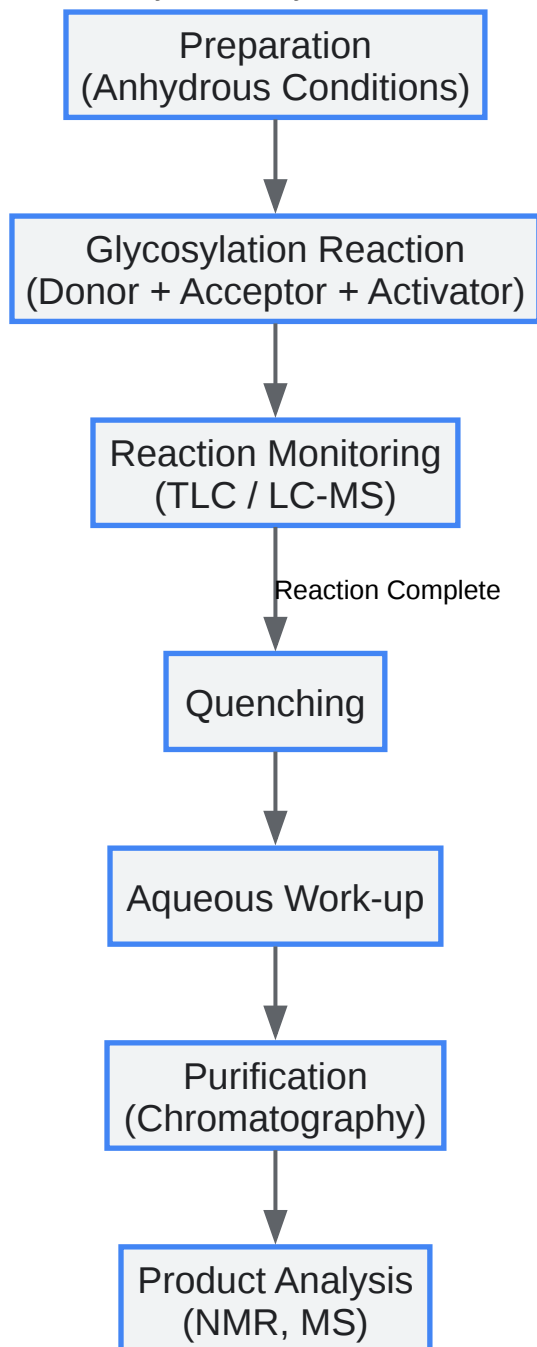 Preparation
(Anhydrous Conditions)
Glycosylation Reaction
(Donor + Acceptor + Activator)
Reaction Monitoring
(TLC / LC-MS)
Reaction Complete
Quenching
Aqueous Work-up
Purification
(Chromatography)
Product Analysis
(NMR, MS)